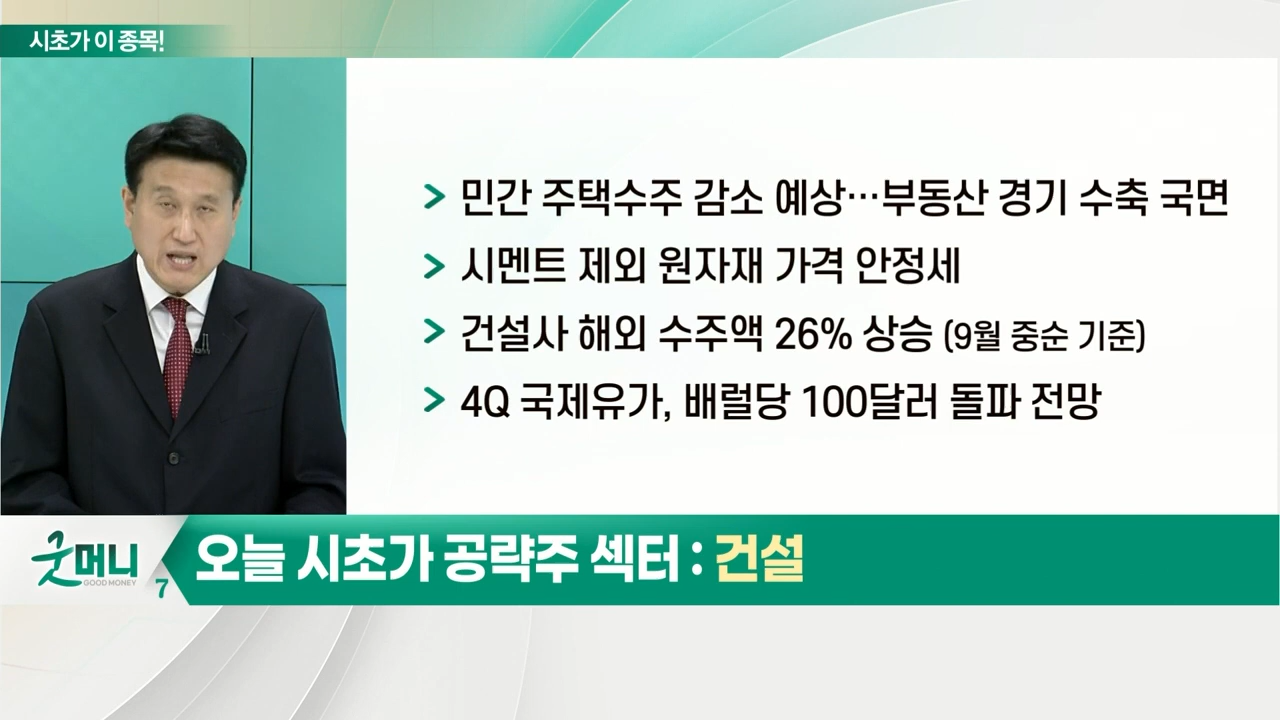 시초가 이 종목!
> 민간 주택수주 감소 예상…부동산 경기 수축 국면
> 시멘트 제외 원자재 가격 안정세
> 건설사 해외 수주액 26% 상승 (9월 중순 기준)
> 4Q 국제유가, 배럴당 100달러 돌파 전망
굿머니
GOOD MONEY
7
오늘 시초가 공략주 섹터 : 건설